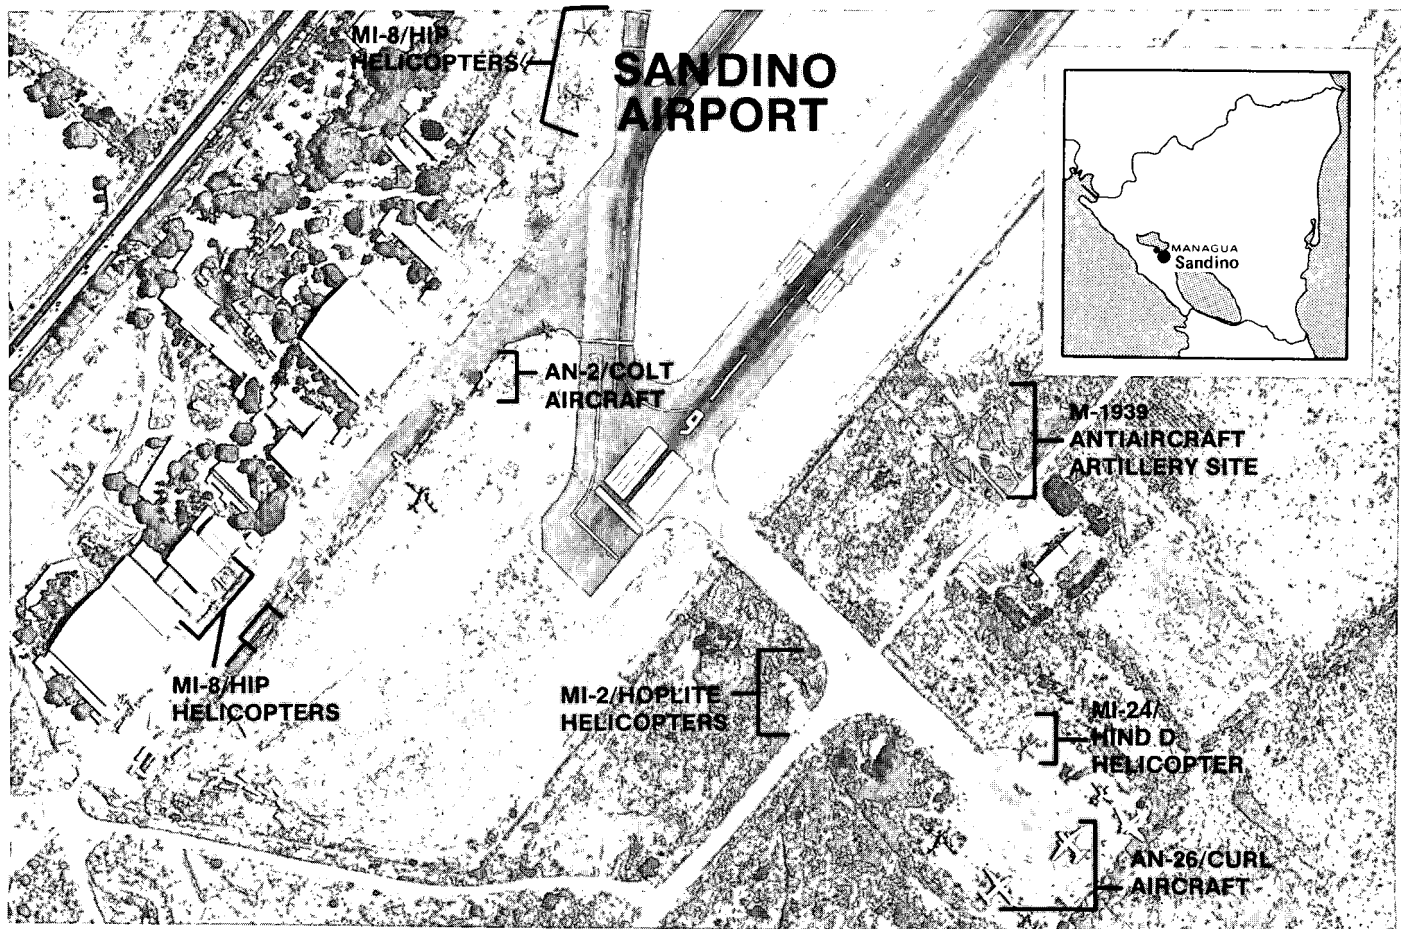 MI-8/HIP
HELICOPTERS
SANDINO
AIRPORT
MANAGUA
Sandino
AN-2/COLT
AIRCRAFT
M-1939
ANTIAIRCRAFT
ARTILLERY SITE
MI-8/HIP
HELICOPTERS
MI-2/HOPLITE
HELICOPTERS
MI-24/
HIND D
HELICOPTER
AN-26/CURL
AIRCRAFT